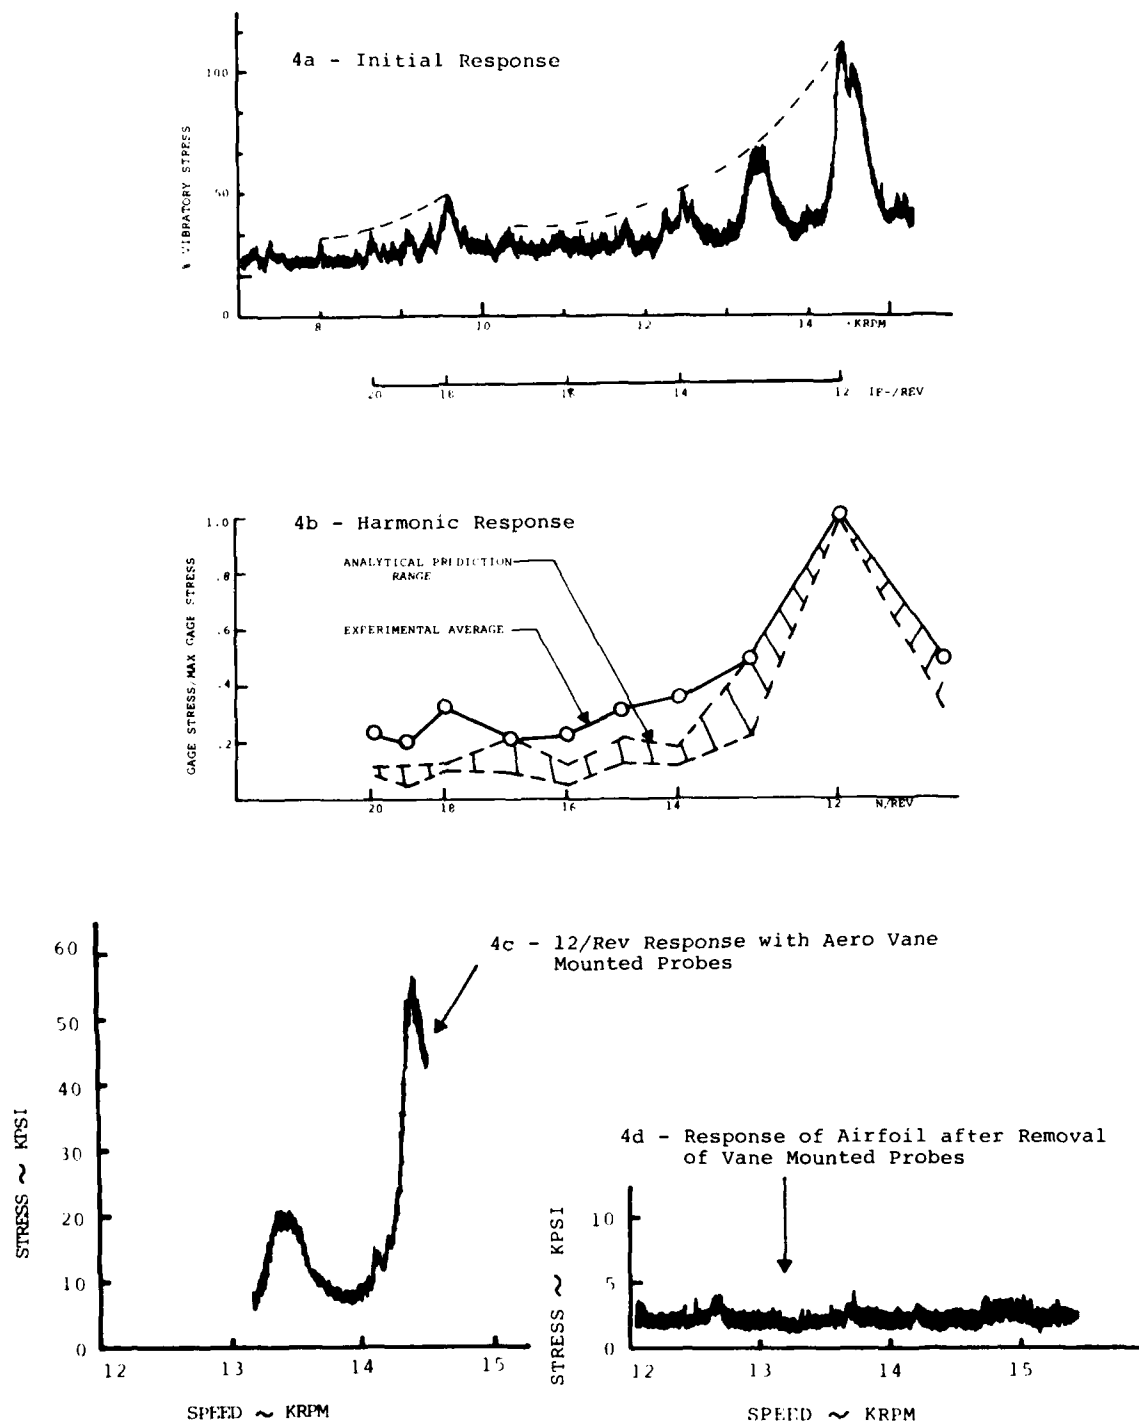 4a - Initial Response
% VIBRATORY STRESS
100
50
0
8
10
12
14
KRPM
20
18
14
12
/REV
4b - Harmonic Response
GAGE STRESS/MAX GAGE STRESS
1.0
.8
.6
.4
.2
ANALYTICAL PREDICTION
RANGE
EXPERIMENTAL AVERAGE
20
18
16
14
12
N/REV
4c - 12/Rev Response with Aero Vane
Mounted Probes
STRESS ~ KPSI
60
50
40
30
20
10
0
12
13
14
15
SPEED ~ KRPM
4d - Response of Airfoil after Removal
of Vane Mounted Probes
STRESS ~ KPSI
10
5
0
12
13
14
15
SPEED ~ KRPM